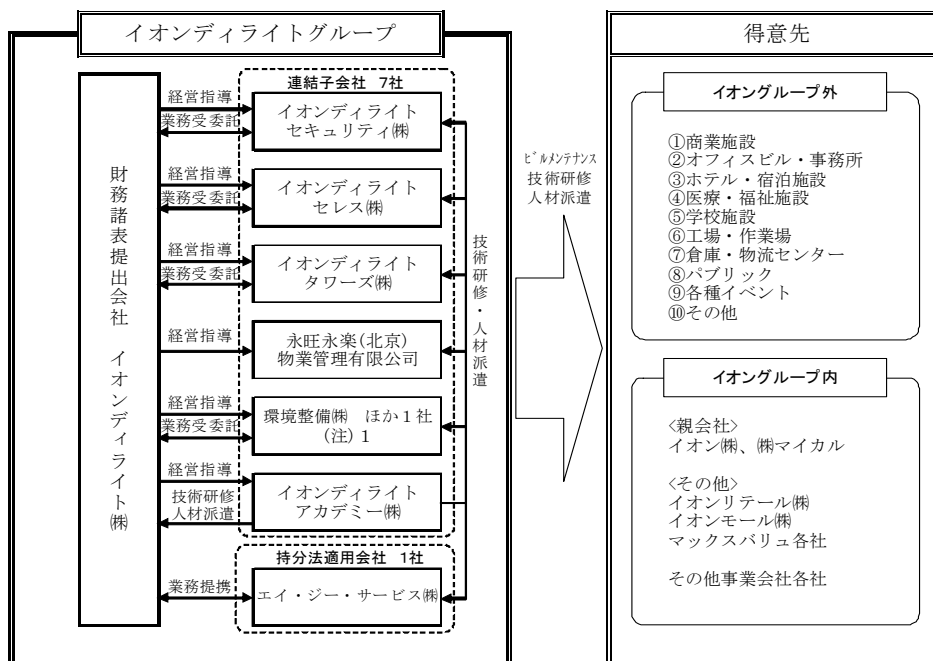 イオンディライトグループ
財務諸表提出会社 イオンディライト㈱
連結子会社 7社
経営指導
業務受委託
イオンディライト
セキュリティ㈱
経営指導
業務受委託
イオンディライト
セレス㈱
経営指導
業務受委託
イオンディライト
タワーズ㈱
経営指導
永旺永楽(北京)
物業管理有限公司
経営指導
業務受委託
環境整備㈱ ほか1社
(注)1
経営指導
技術研修
人材派遣
イオンディライト
アカデミー㈱
持分法適用会社 1社
業務提携
エイ・ジー・サービス㈱
技術研修・人材派遣
ﾋﾞﾙﾒﾝﾃﾅﾝｽ
技術研修
人材派遣
得意先
イオングループ外
①商業施設
②オフィスビル・事務所
③ホテル・宿泊施設
④医療・福祉施設
⑤学校施設
⑥工場・作業場
⑦倉庫・物流センター
⑧パブリック
⑨各種イベント
⑩その他
イオングループ内
〈親会社〉
イオン㈱、㈱マイカル
〈その他〉
イオンリテール㈱
イオンモール㈱
マックスバリュ各社
その他事業会社各社